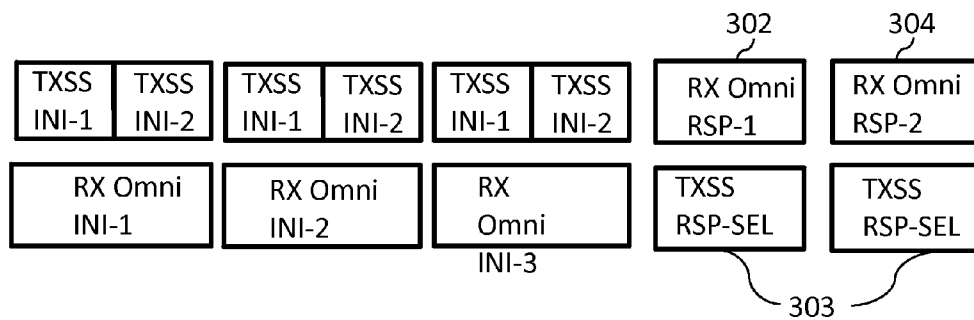 302
304
TXSS TXSS TXSS TXSS TXSS TXSS RX Omni RX Omni
INI-1 INI-2 INI-1 INI-2 INI-1 INI-2 RSP-1 RSP-2
RX Omni RX Omni RX TXSS TXSS
INI-1 INI-2 Omni RSP-SEL RSP-SEL
INI-3
303